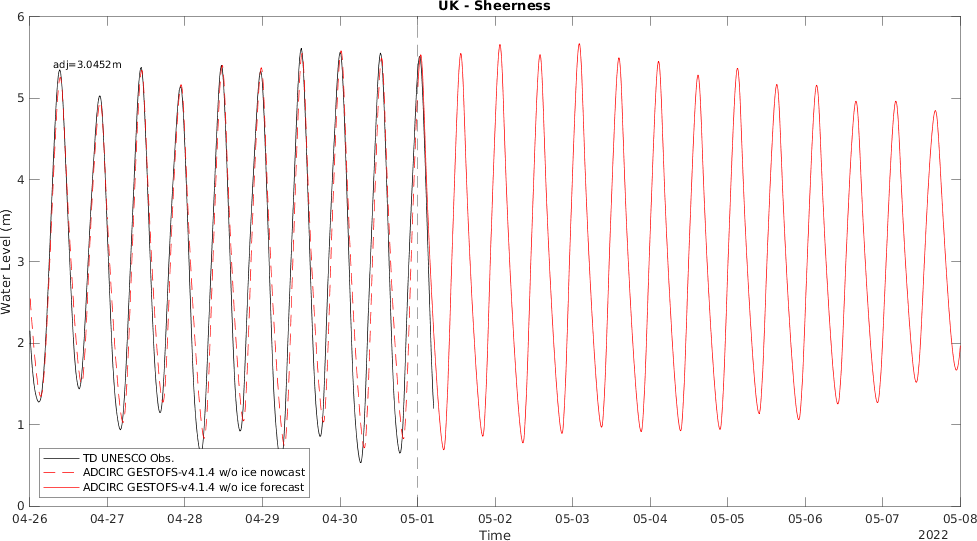 UK - Sheerness
adj=3.0452m
6
5
4
3
2
1
0
Water Level (m)
TD UNESCO Obs.
ADCIRC GESTOFS-v4.1.4 w/o ice nowcast
ADCIRC GESTOFS-v4.1.4 w/o ice forecast
04-26 04-27 04-28 04-29 04-30 05-01 05-02 05-03 05-04 05-05 05-06 05-07 05-08
Time
2022